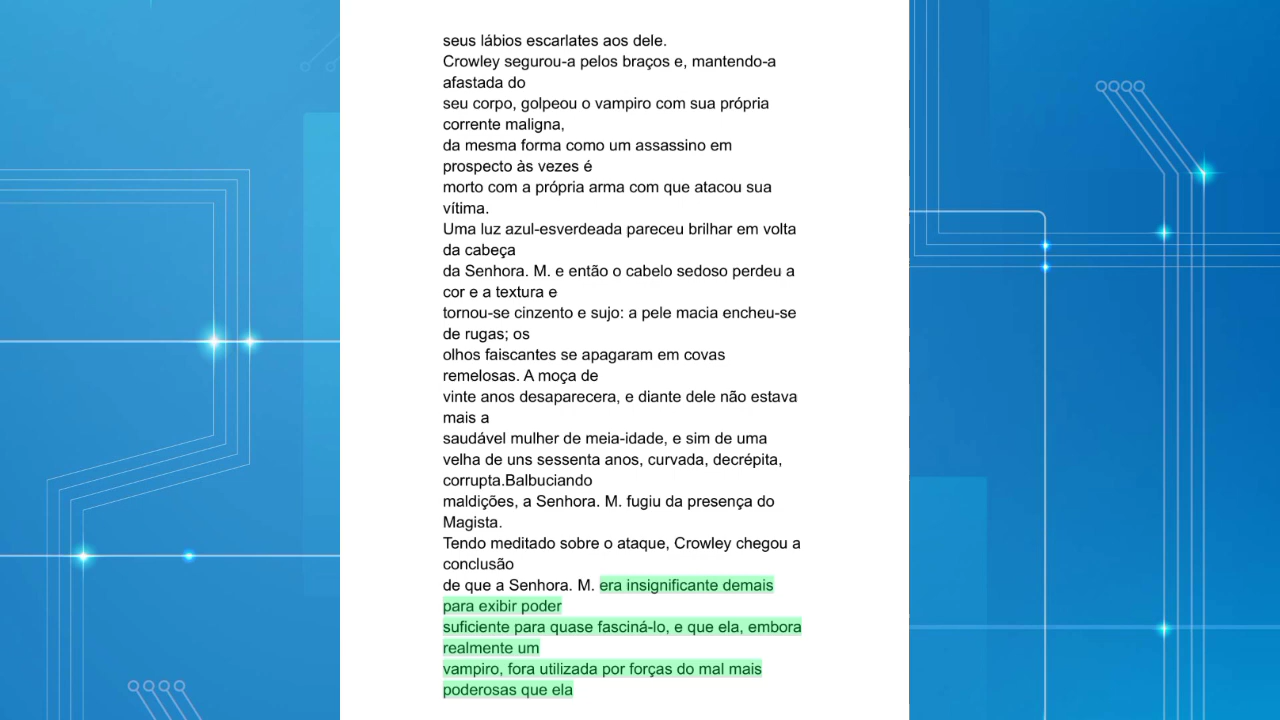 seus lábios escarlates aos dele.
Crowley segurou-a pelos braços e, mantendo-a
afastada do
seu corpo, golpeou o vampiro com sua própria
corrente maligna,
da mesma forma como um assassino em
prospecto às vezes é
morto com a própria arma com que atacou sua
vítima.
Uma luz azul-esverdeada pareceu brilhar em volta
da cabeça
da Senhora. M. e então o cabelo sedoso perdeu a
cor e a textura e
tornou-se cinzento e sujo: a pele macia encheu-se
de rugas; os
olhos faiscantes se apagaram em covas
remelosas. A moça de
vinte anos desaparecera, e diante dele não estava
mais a
saudável mulher de meia-idade, e sim de uma
velha de uns sessenta anos, curvada, decrépita,
corrupta.Balbuciando
maldições, a Senhora. M. fugiu da presença do
Magista.
Tendo meditado sobre o ataque, Crowley chegou a
conclusão
de que a Senhora. M. era insignificante demais
para exibir poder
suficiente para quase fasciná-lo, e que ela, embora
realmente um
vampiro, fora utilizada por forças do mal mais
poderosas que ela